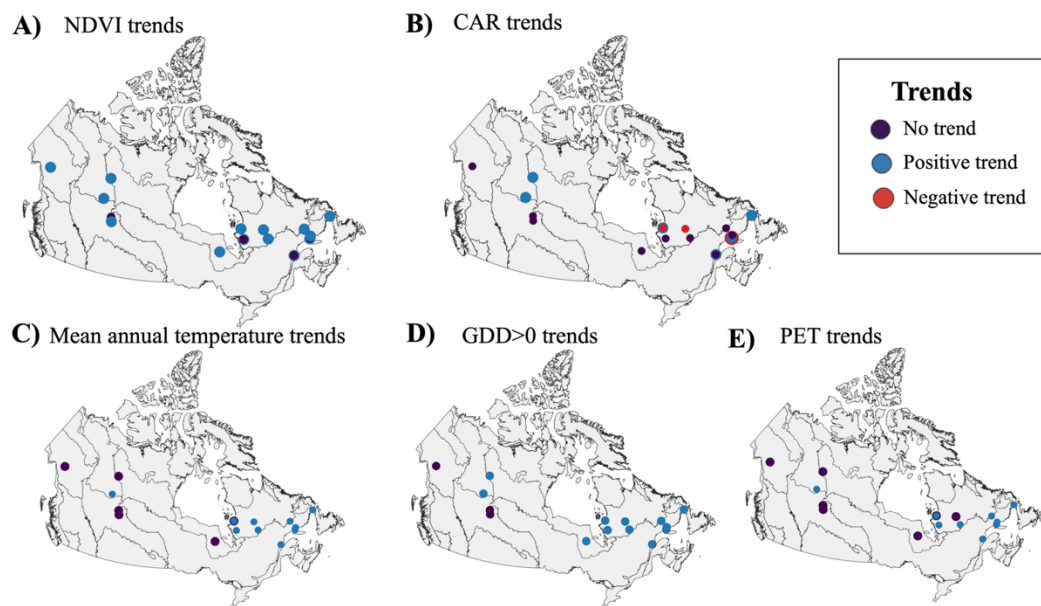 A) NDVI trends
B) CAR trends
Trends
No trend
Positive trend
Negative trend
C) Mean annual temperature trends
D) GDD>0 trends
E) PET trends